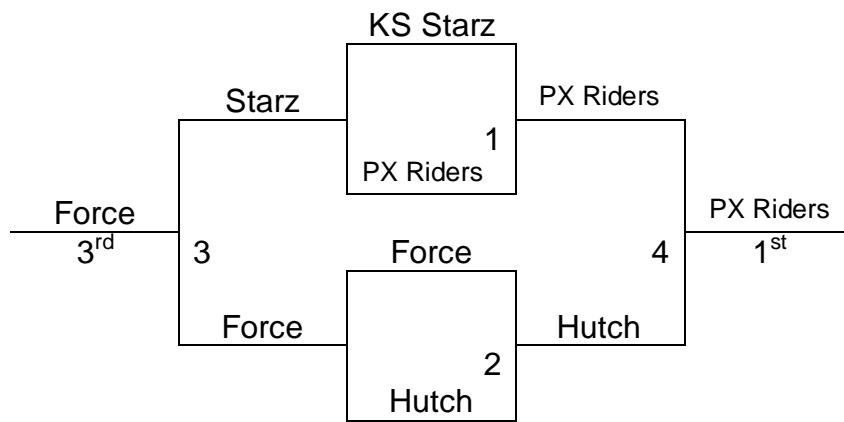 KS Starz
Starz
PX Riders
1
PX Riders
Force
PX Riders
3rd
3
Force
4
1st
Force
Hutch
2
Hutch